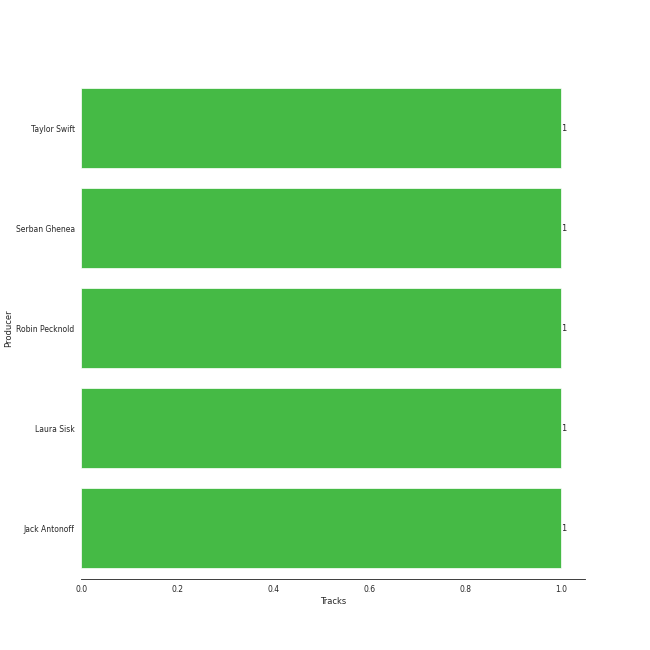 Taylor Swift
1
Serban Ghenea
1
Robin Pecknold
1
Laura Sisk
1
Jack Antonoff
1
Producer
0.0 0.2 0.4 0.6 0.8 1.0
Tracks